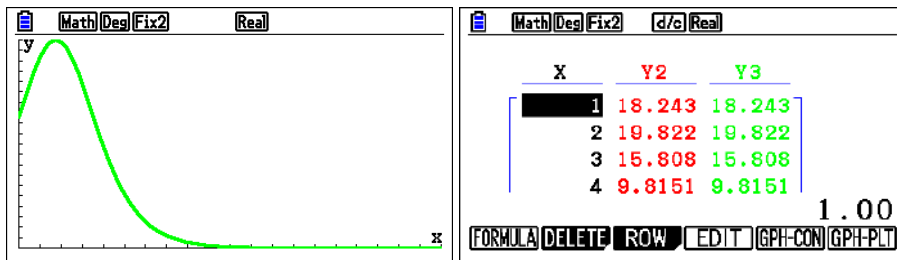 Math Deg Fix2 Real
y
x
Math Deg Fix2 d/c Real
X Y2 Y3
1 18.243 18.243
2 19.822 19.822
3 15.808 15.808
4 9.8151 9.8151
1.00
FORMULA DELETE ROW EDIT GPH-CON GPH-PLT